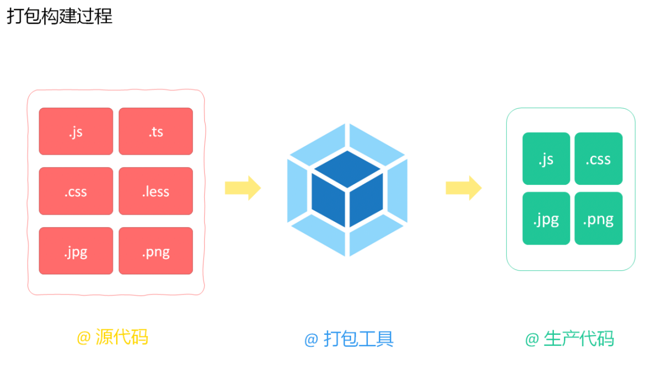 打包构建过程
.js
.ts
.js
.css
.css
.less
.jpg
.png
.jpg
.png
@ 源代码
@ 打包工具
@ 生产代码